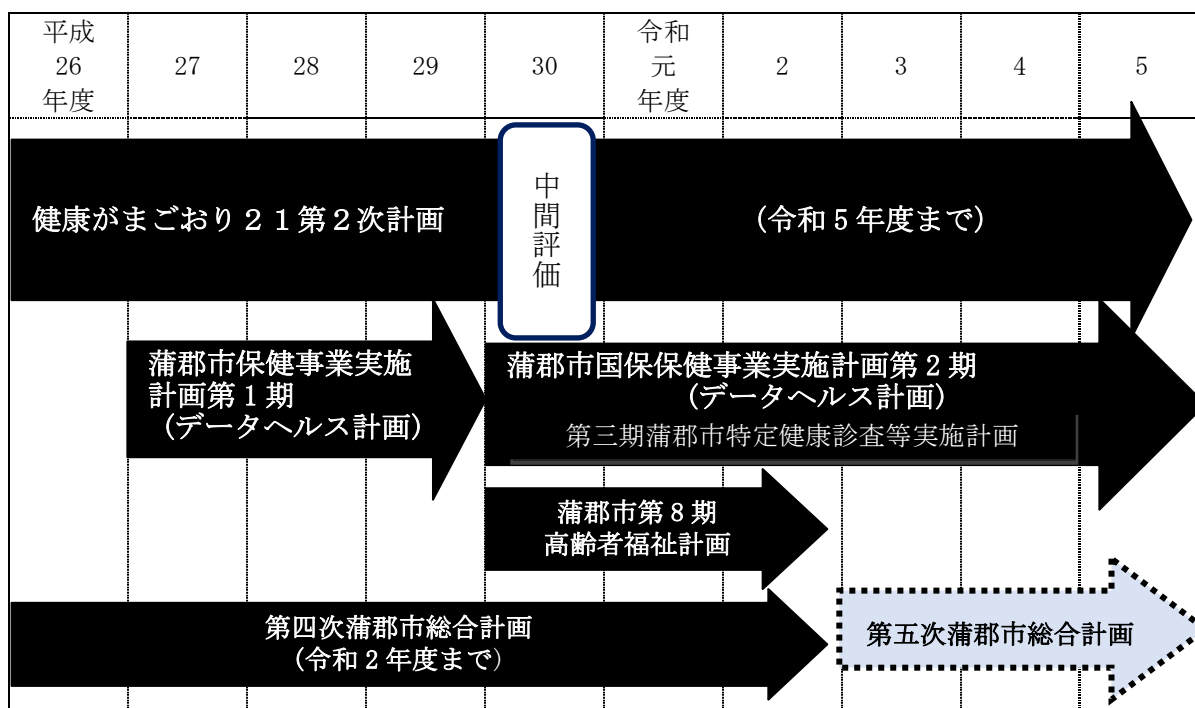 平成
26
年度
27
28
29
30
令和
元
年度
2
3
4
5
健康がまごおり２１第２次計画
中間評価
(令和５年度まで)
蒲郡市保健事業実施
計画第１期
(データヘルス計画)
蒲郡市国保保健事業実施計画第２期
(データヘルス計画)
第三期蒲郡市特定健康診査等実施計画
蒲郡市第８期
高齢者福祉計画
第四次蒲郡市総合計画
(令和２年度まで)
第五次蒲郡市総合計画